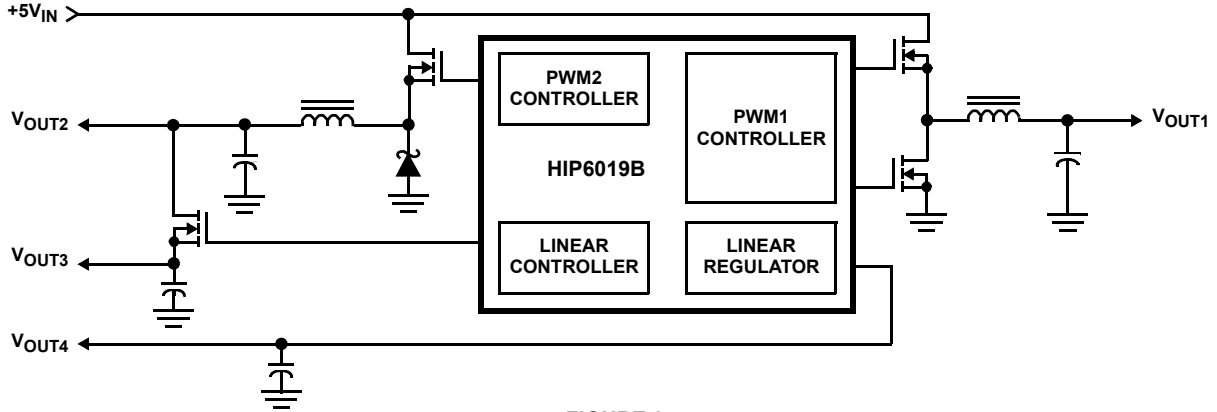 +5VIN
PWM2
CONTROLLER
PWM1
CONTROLLER
VOUT2
VOUT1
HIP6019B
LINEAR
CONTROLLER
LINEAR
REGULATOR
VOUT3
VOUT4